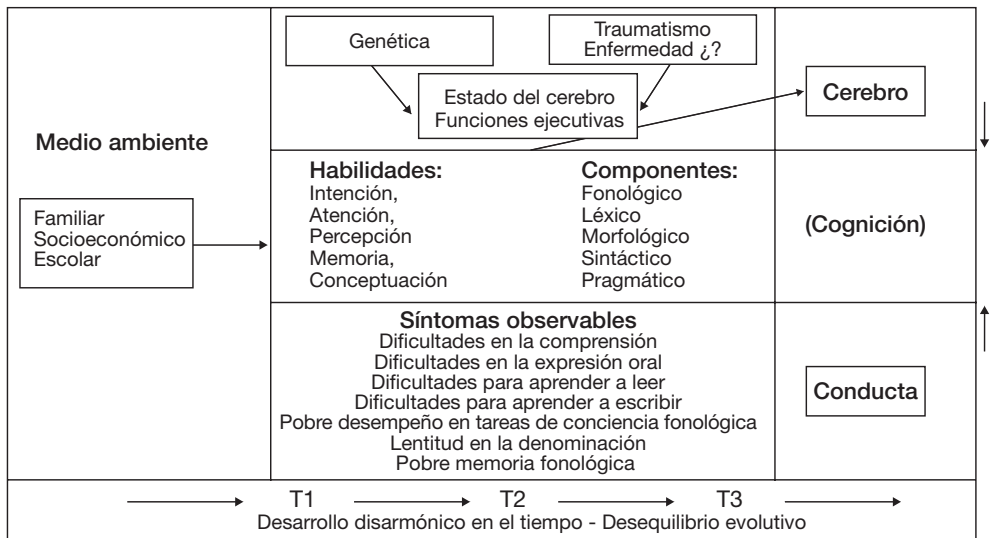 Medio ambiente
Familiar
Socioeconómico
Escolar
Genética
Traumatismo
Enfermedad ¿?
Estado del cerebro
Funciones ejecutivas
Cerebro
Habilidades:
Intención,
Atención,
Percepción
Memoria,
Conceptuación
Componentes:
Fonológico
Léxico
Morfológico
Sintáctico
Pragmático
(Cognición)
Síntomas observables
Dificultades en la comprensión
Dificultades en la expresión oral
Dificultades para aprender a leer
Dificultades para aprender a escribir
Pobre desempeño en tareas de conciencia fonológica
Lentitud en la denominación
Pobre memoria fonológica
Conducta
T1 T2 T3
Desarrollo disarmónico en el tiempo - Desequilibrio evolutivo